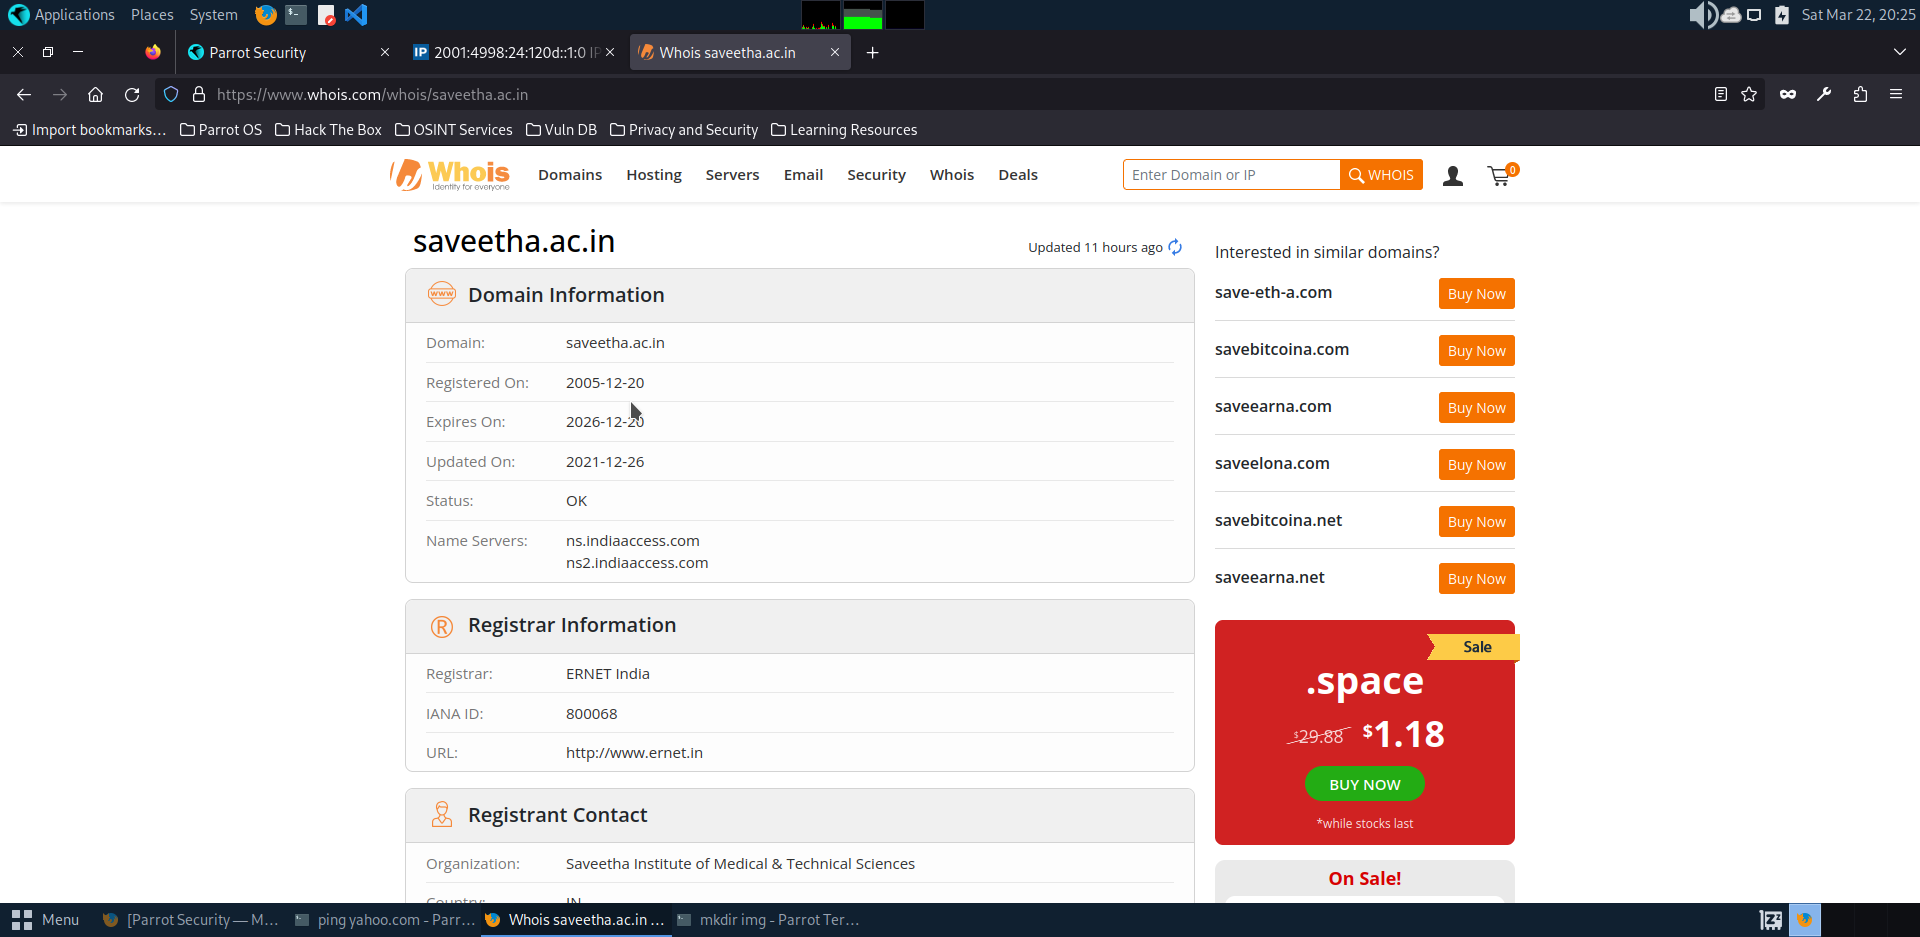 Applications Places System Sat Mar 22, 20:25
Parrot Security 2001:4998:24:120d::1:0 IP Whois saveetha.ac.in
https://www.whois.com/whois/saveetha.ac.in
Import bookmarks... Parrot OS Hack The Box OSINT Services Vuln DB Privacy and Security Learning Resources
Whois Domains Hosting Servers Email Security Whois Deals Enter Domain or IP WHOIS 0
Identity for everyone
saveetha.ac.in
Updated 11 hours ago
Interested in similar domains?
www
Domain Information
Domain: saveetha.ac.in
Registered On: 2005-12-20
Expires On: 2026-12-20
Updated On: 2021-12-26
Status: OK
Name Servers: ns.indiaaccess.com
ns2.indiaaccess.com
R
Registrar Information
Registrar: ERNET India
IANA ID: 800068
URL: http://www.ernet.in
Registrant Contact
Organization: Saveetha Institute of Medical & Technical Sciences
Country: IN
save-eth-a.com Buy Now
savebitcoina.com Buy Now
saveearna.com Buy Now
saveelona.com Buy Now
savebitcoina.net Buy Now
saveearna.net Buy Now
Sale
.space
$29.88 $1.18
BUY NOW
*while stocks last
On Sale!
Menu [Parrot Security — M... ping yahoo.com - Parr... Whois saveetha.ac.in ... mkdir img - Parrot Ter...